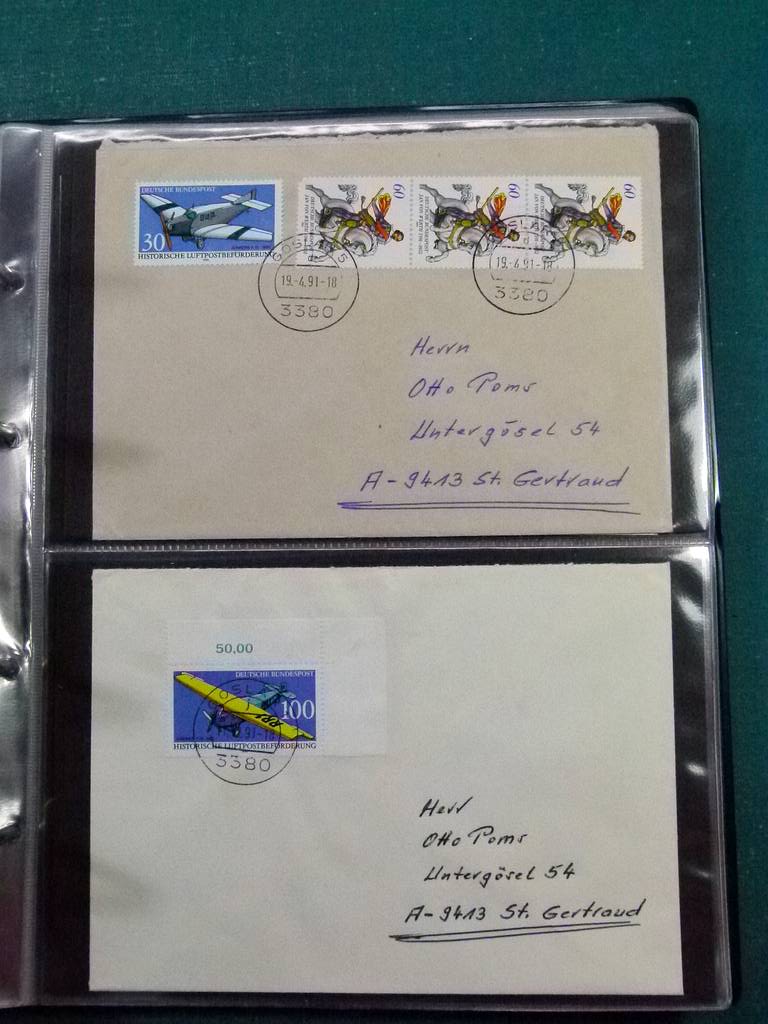 DEUTSCHE BUNDESPOST
30
HISTORISCHE LUFTPOSTBEFÖRDERUNG
60
60
60
GOSLAR
19.-4.91-18
3380
19.-4.91-18
3380
Herrn
Otto Poms
Untergösel 54
A-9413 St. Gertraud
50,00
DEUTSCHE BUNDESPOST
100
HISTORISCHE LUFTPOSTBEFÖRDERUNG
3380
Herr
Otto Poms
Untergösel 54
A-9413 St. Gertraud